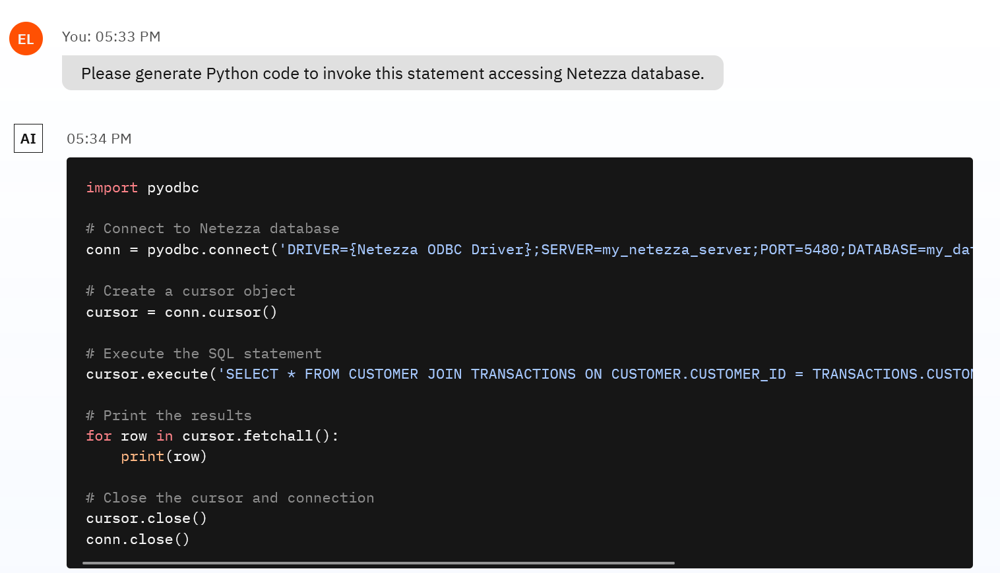 EL
You: 05:33 PM
Please generate Python code to invoke this statement accessing Netezza database.
AI
05:34 PM
import pyodbc
# Connect to Netezza database
conn = pyodbc.connect('DRIVER={Netezza ODBC Driver};SERVER=my_netezza_server;PORT=5480;DATABASE=my_dat
# Create a cursor object
cursor = conn.cursor()
# Execute the SQL statement
cursor.execute('SELECT * FROM CUSTOMER JOIN TRANSACTIONS ON CUSTOMER.CUSTOMER_ID = TRANSACTIONS.CUSTOM
# Print the results
for row in cursor.fetchall():
    print(row)
# Close the cursor and connection
cursor.close()
conn.close()